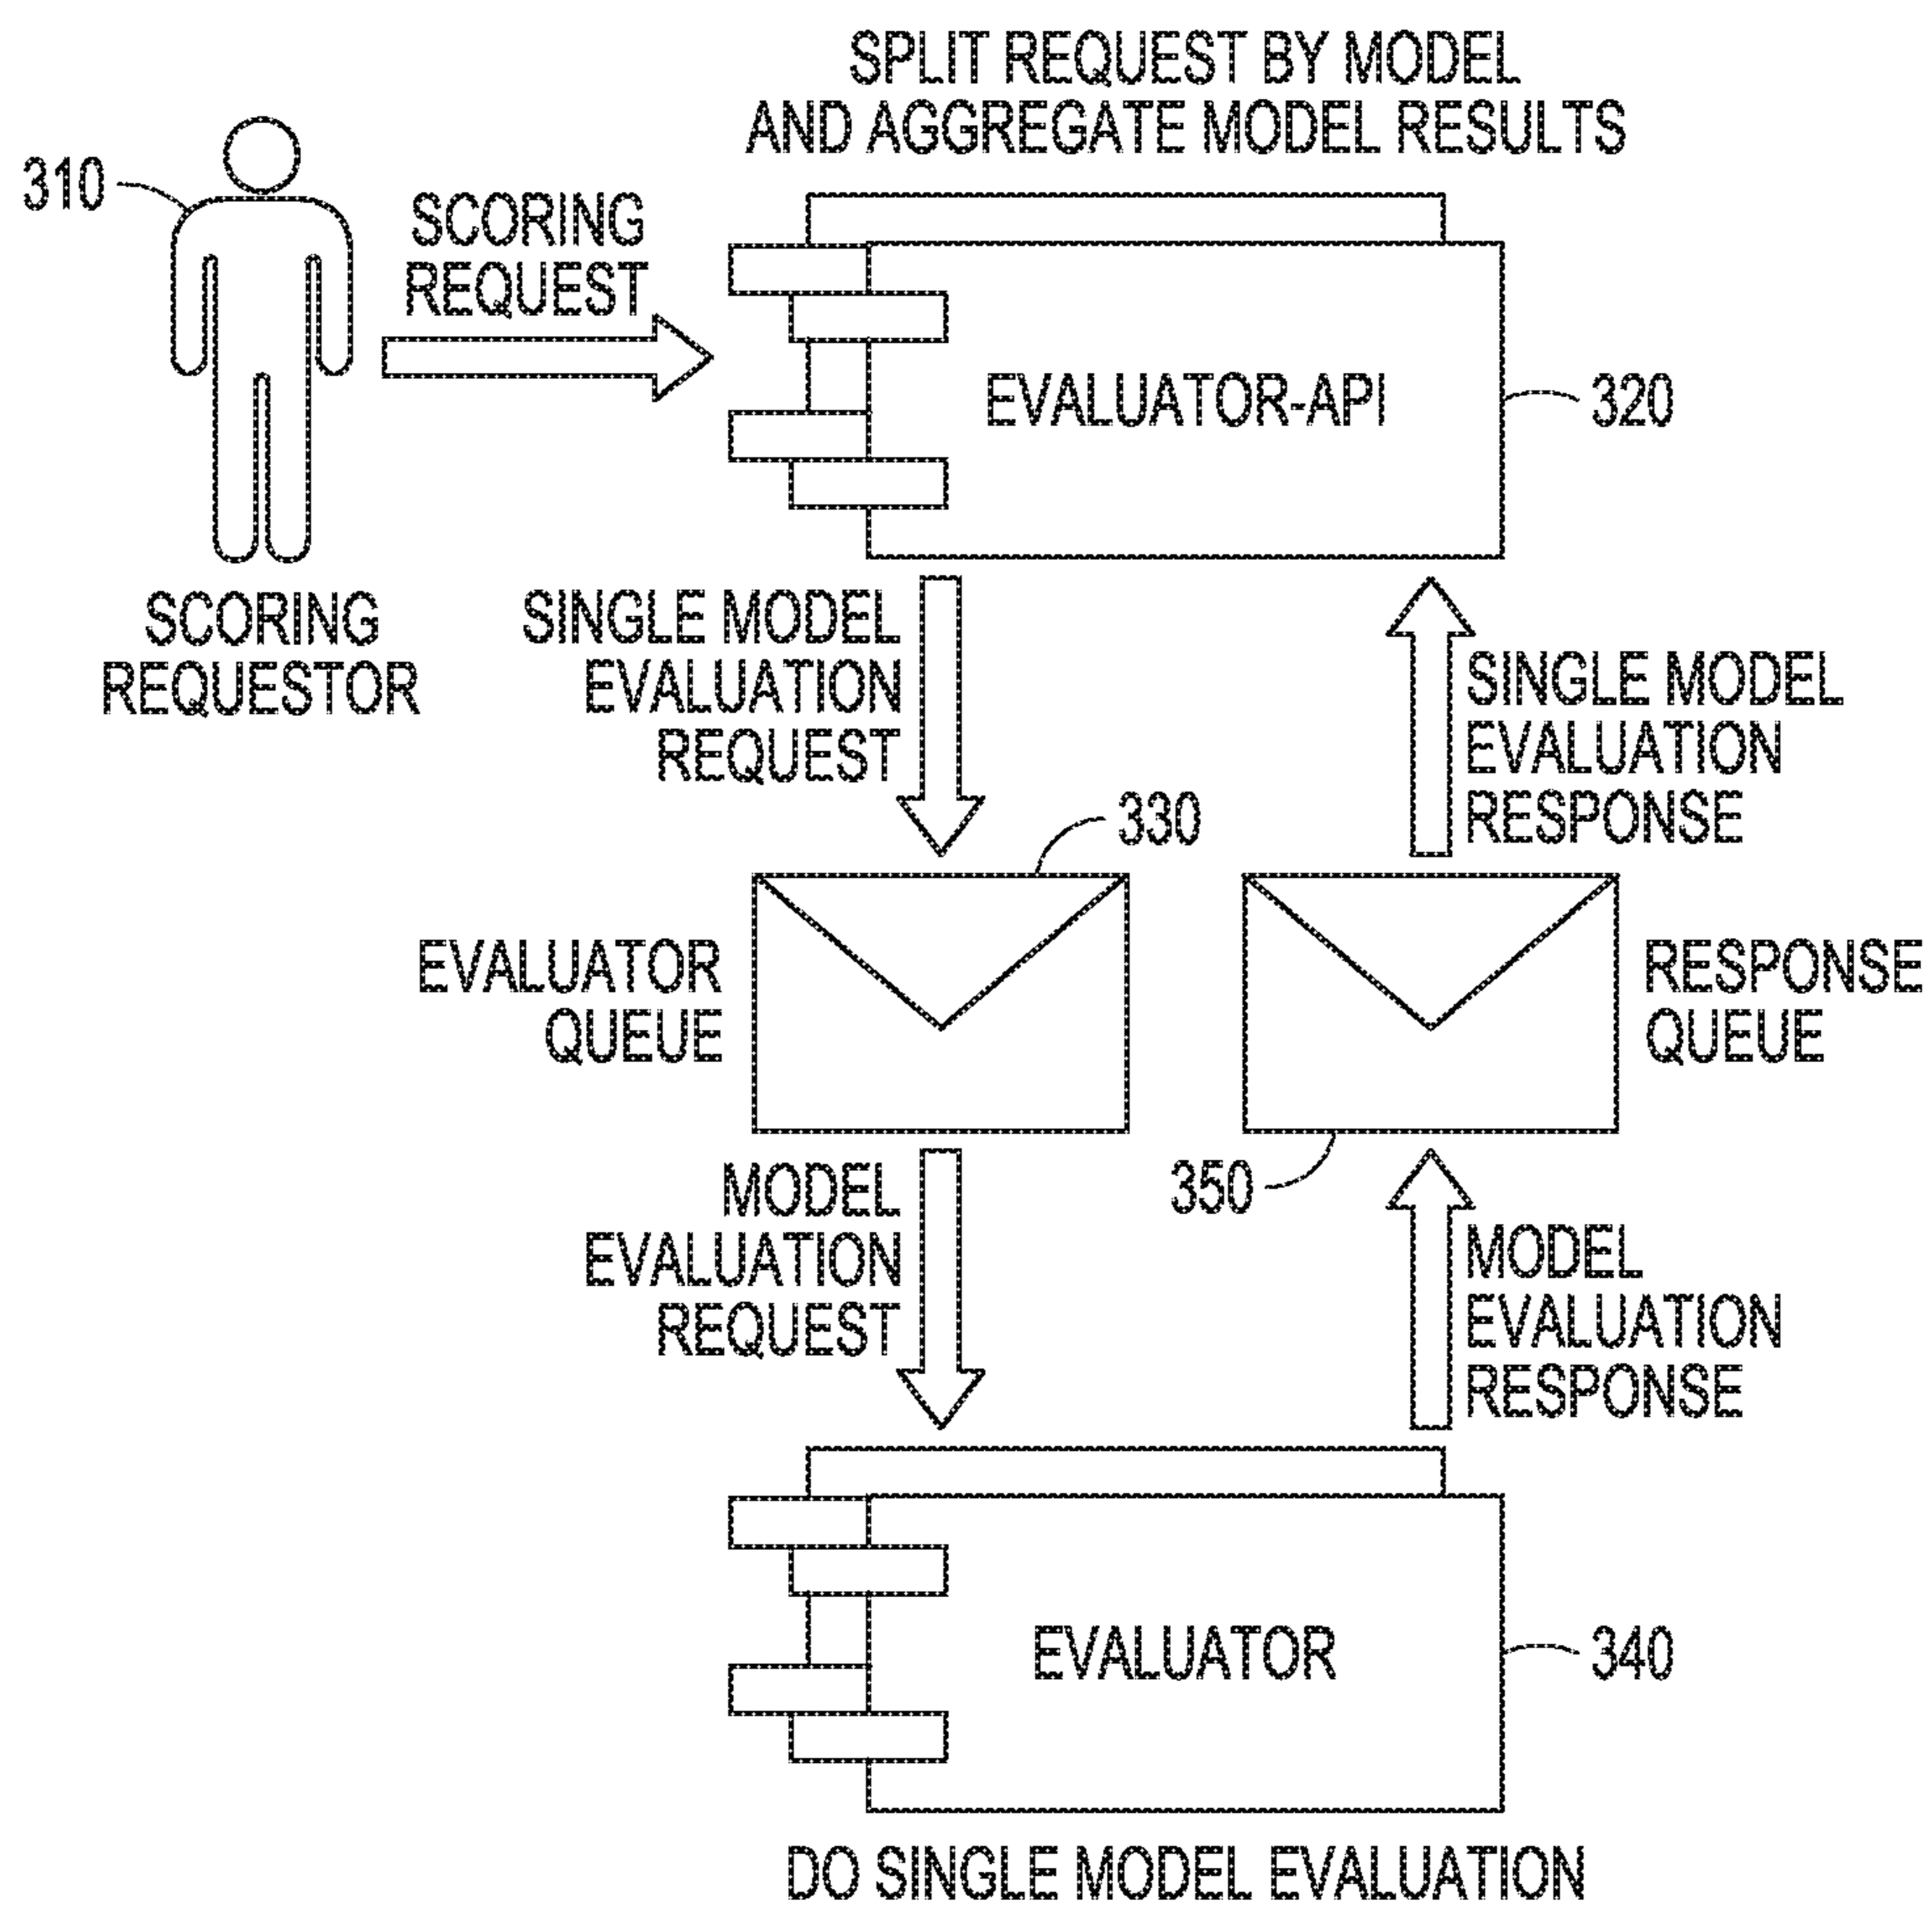 SPLIT REQUEST BY MODEL
AND AGGREGATE MODEL RESULTS
310
SCORING
REQUEST
EVALUATOR-API
320
SCORING
REQUESTOR
SINGLE MODEL
EVALUATION
REQUEST
SINGLE MODEL
EVALUATION
RESPONSE
330
EVALUATOR
QUEUE
RESPONSE
QUEUE
350
MODEL
EVALUATION
REQUEST
MODEL
EVALUATION
RESPONSE
EVALUATOR
340
DO SINGLE MODEL EVALUATION